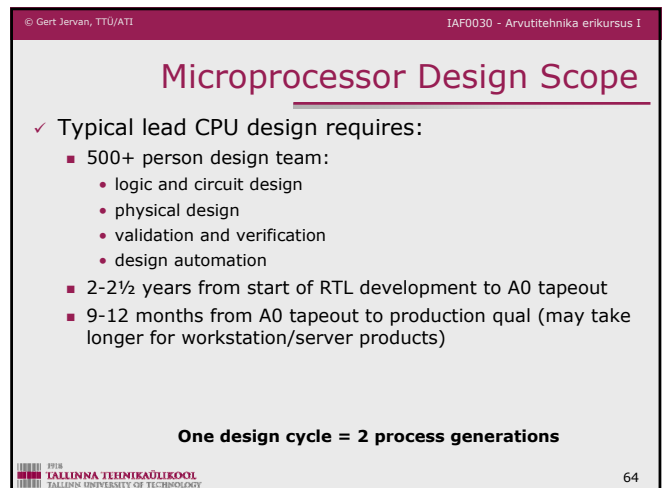 © Gert Jervan, TTÜ/ATI
IAF0030 - Arvutitehnika erikursus I
Microprocessor Design Scope
✓ Typical lead CPU design requires:
▪ 500+ person design team:
• logic and circuit design
• physical design
• validation and verification
• design automation
▪ 2-2½ years from start of RTL development to A0 tapeout
▪ 9-12 months from A0 tapeout to production qual (may take
longer for workstation/server products)
One design cycle = 2 process generations
1918
TALLINNA TEHNIKAÜLIKOOL
TALLINN UNIVERSITY OF TECHNOLOGY
64